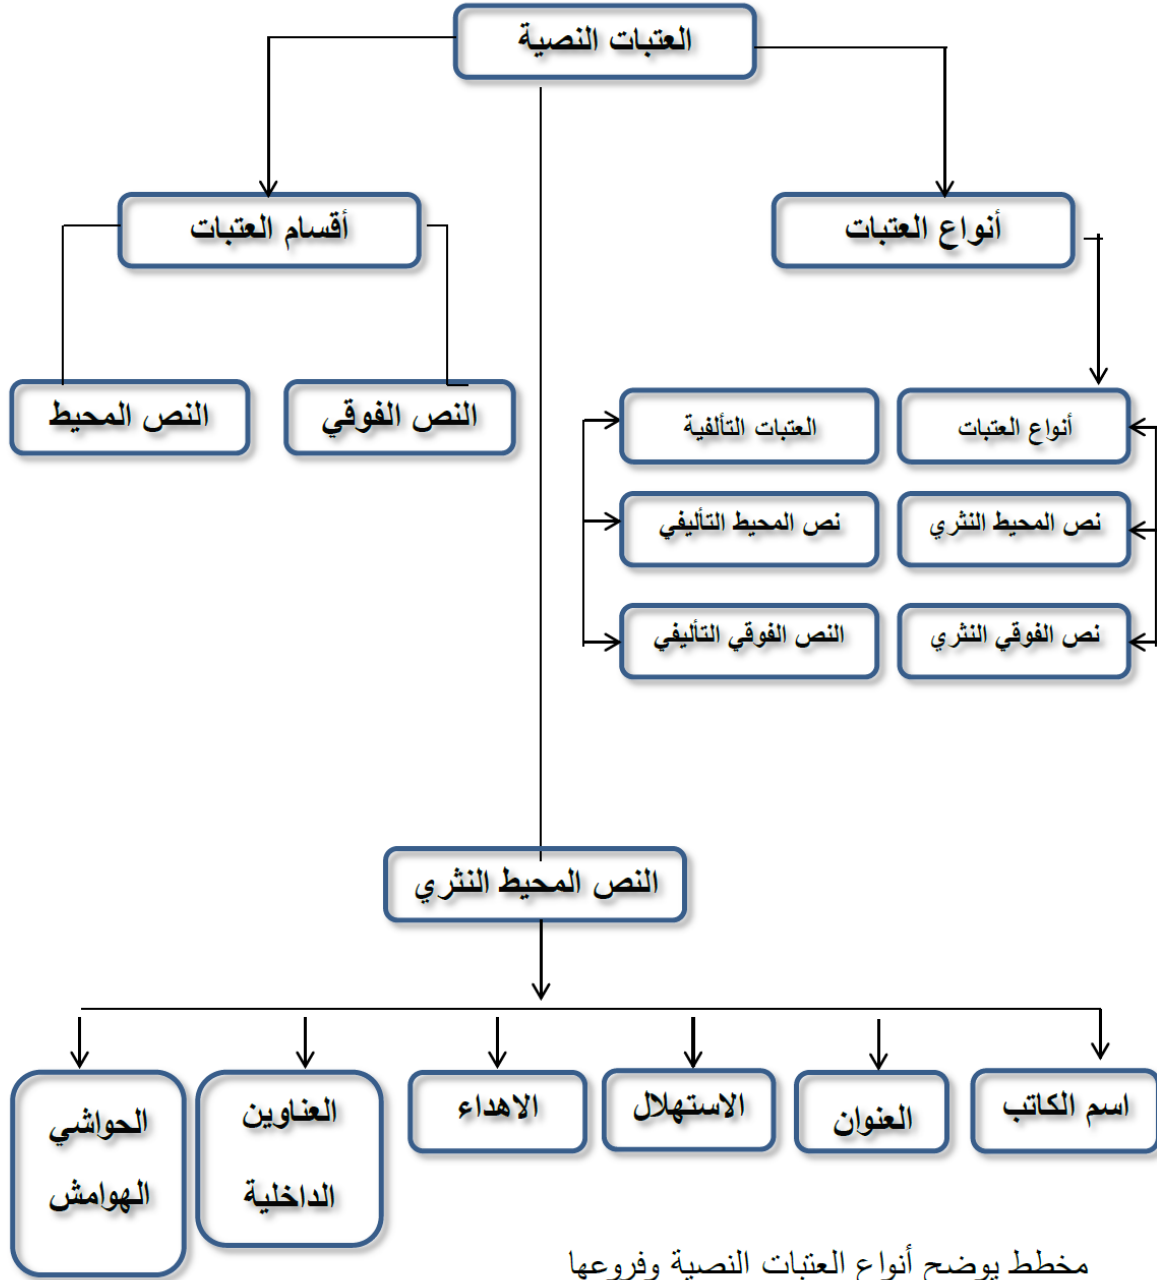 العتبات النصية
أنواع العتبات
أقسام العتبات
أنواع العتبات
العتبات التألفية
النص الفوقي
النص المحيط
نص المحيط النثري
نص المحيط التأليفي
نص الفوقي النثري
النص الفوقي التأليفي
النص المحيط النثري
اسم الكاتب
العنوان
الاستهلال
الاهداء
العناوين
الداخلية
الحواشي
الهوامش
مخطط يوضح أنواع العتبات النصية وفروعها